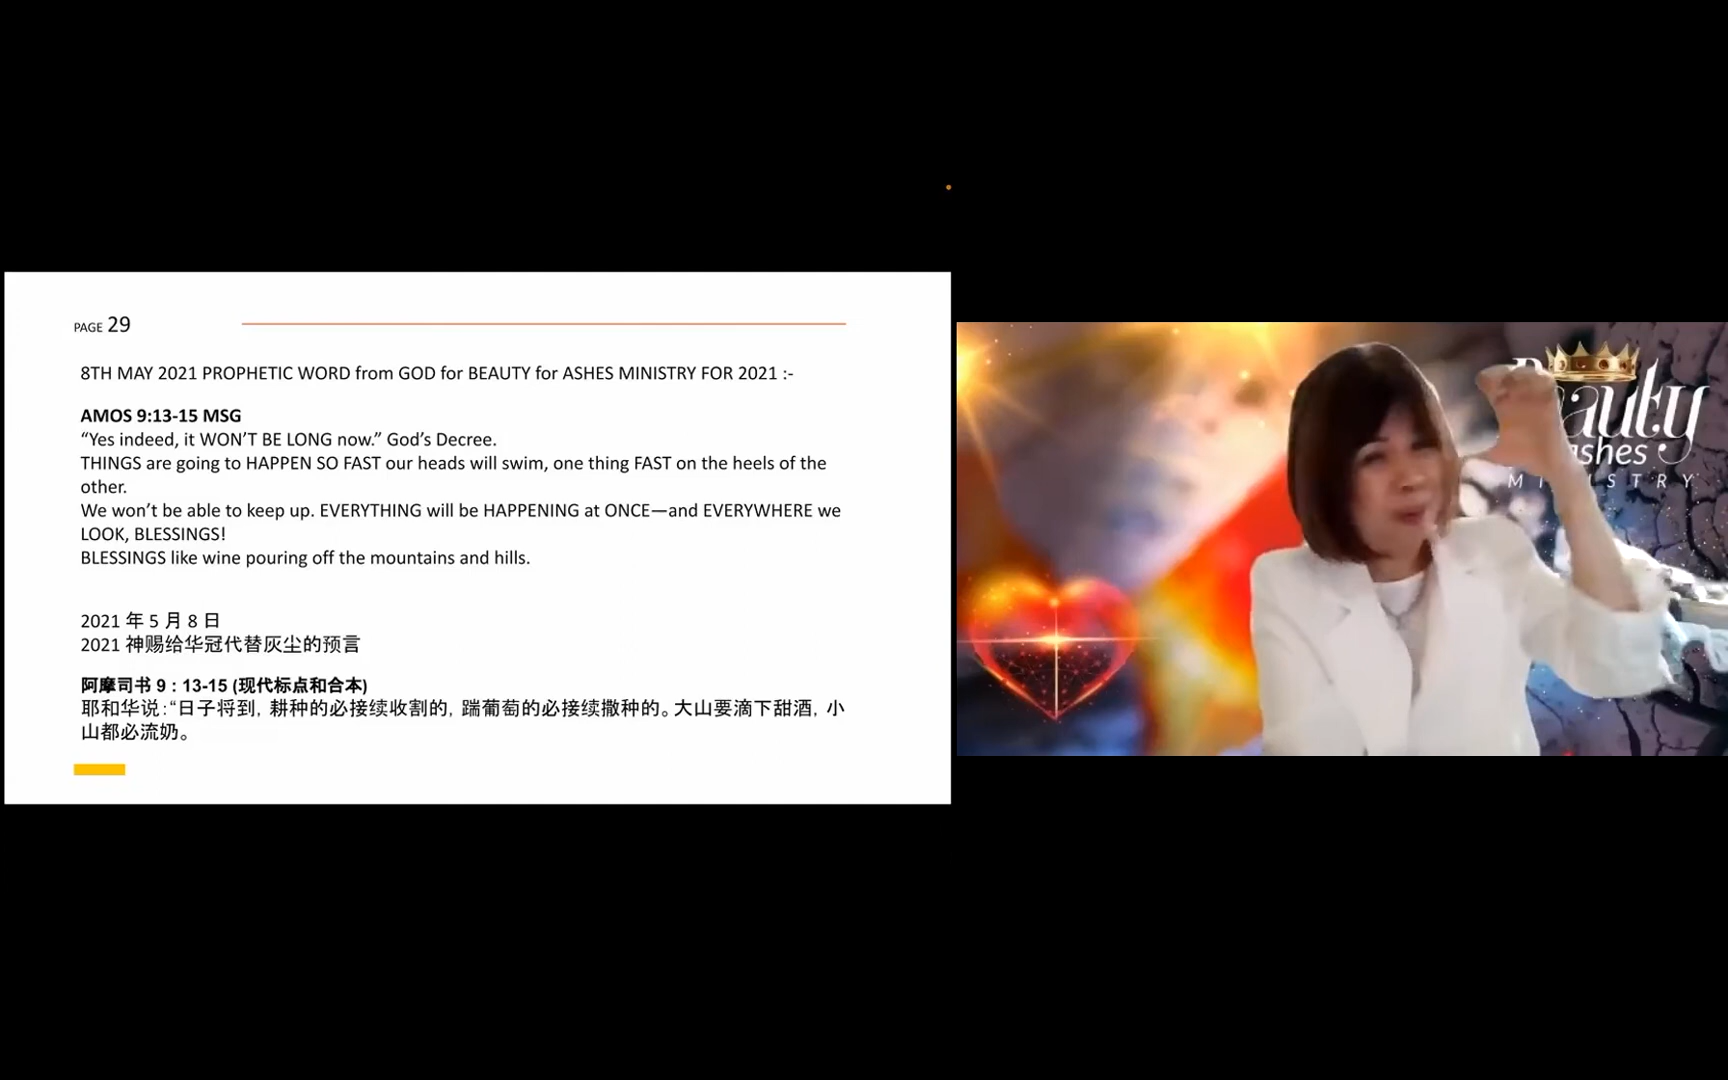 PAGE 29
8TH MAY 2021 PROPHETIC WORD from GOD for BEAUTY for ASHES MINISTRY FOR 2021 :-
AMOS 9:13-15 MSG
“Yes indeed, it WON’T BE LONG now.” God’s Decree.
THINGS are going to HAPPEN SO FAST our heads will swim, one thing FAST on the heels of the
other.
We won’t be able to keep up. EVERYTHING will be HAPPENING at ONCE—and EVERYWHERE we
LOOK, BLESSINGS!
BLESSINGS like wine pouring off the mountains and hills.
2021 年 5 月 8 日
2021 神赐给华冠代替灰尘的预言
阿摩司书 9 : 13-15 (现代标点和合本)
耶和华说：“日子将到，耕种的必接续收割的，踹葡萄的必接续撒种的。大山要滴下甜酒，小
山都必流奶。
Beauty
ashes
MINISTRY